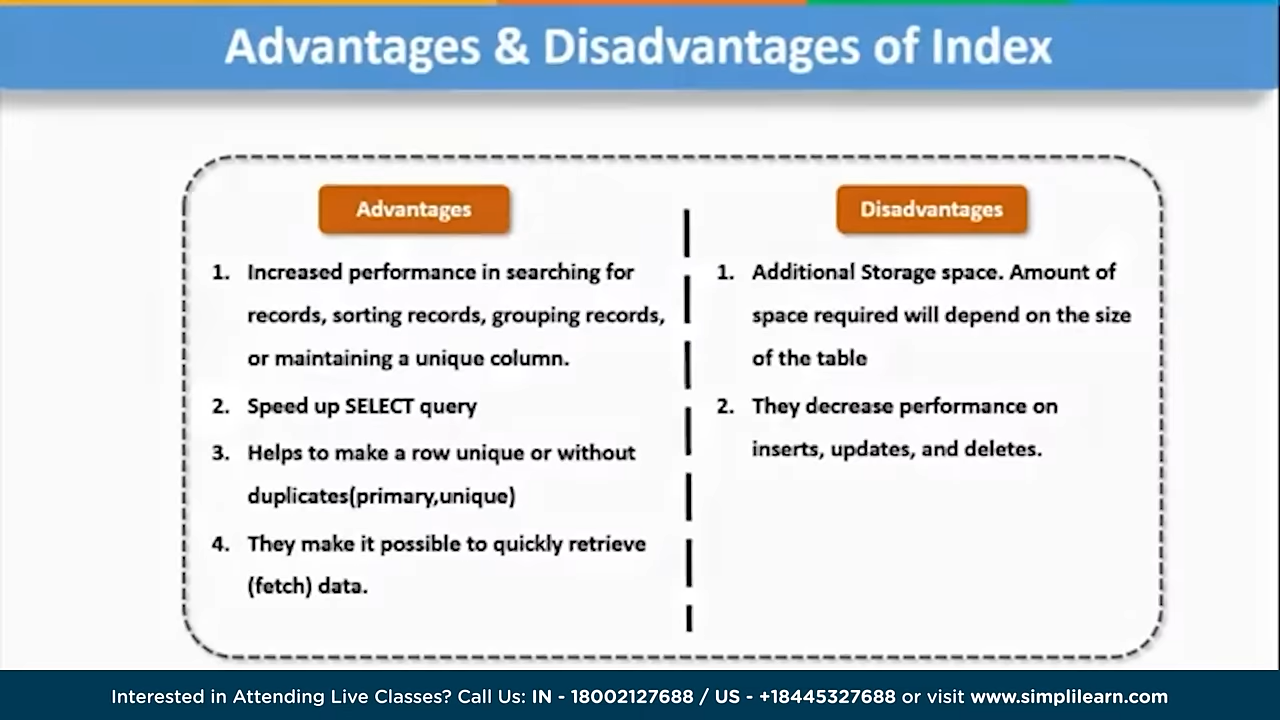 Advantages & Disadvantages of Index
Advantages
1. Increased performance in searching for
records, sorting records, grouping records,
or maintaining a unique column.
2. Speed up SELECT query
3. Helps to make a row unique or without
duplicates(primary,unique)
4. They make it possible to quickly retrieve
(fetch) data.
Disadvantages
1. Additional Storage space. Amount of
space required will depend on the size
of the table
2. They decrease performance on
inserts, updates, and deletes.
Interested in Attending Live Classes? Call Us: IN - 18002127688 / US - +18445327688 or visit www.simplilearn.com